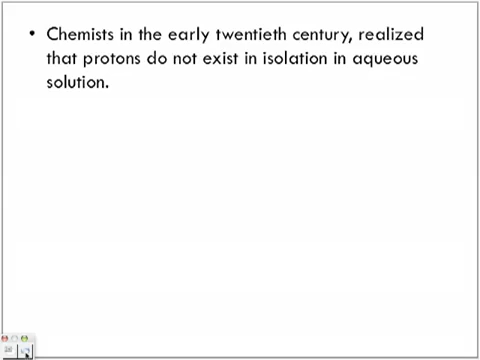 • Chemists in the early twentieth century, realized
that protons do not exist in isolation in aqueous
solution.